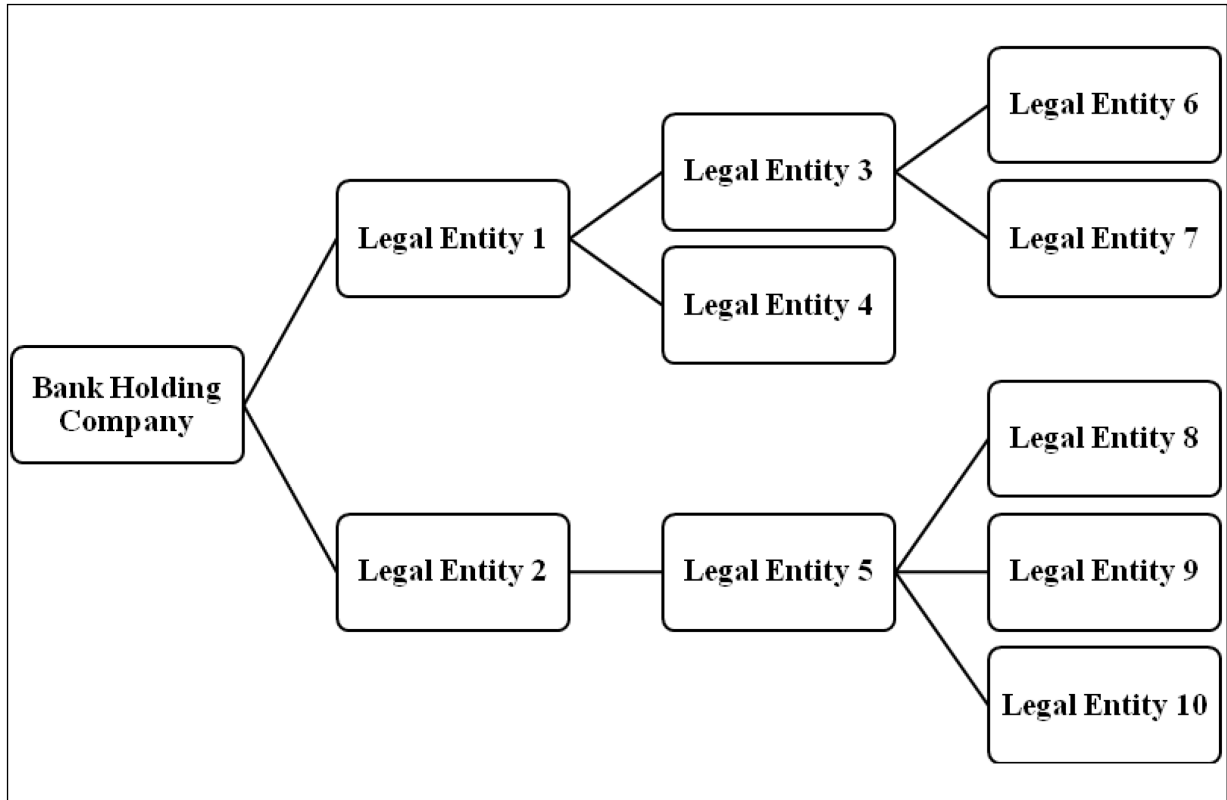 Bank Holding
Company
Legal Entity 1
Legal Entity 2
Legal Entity 3
Legal Entity 4
Legal Entity 5
Legal Entity 6
Legal Entity 7
Legal Entity 8
Legal Entity 9
Legal Entity 10